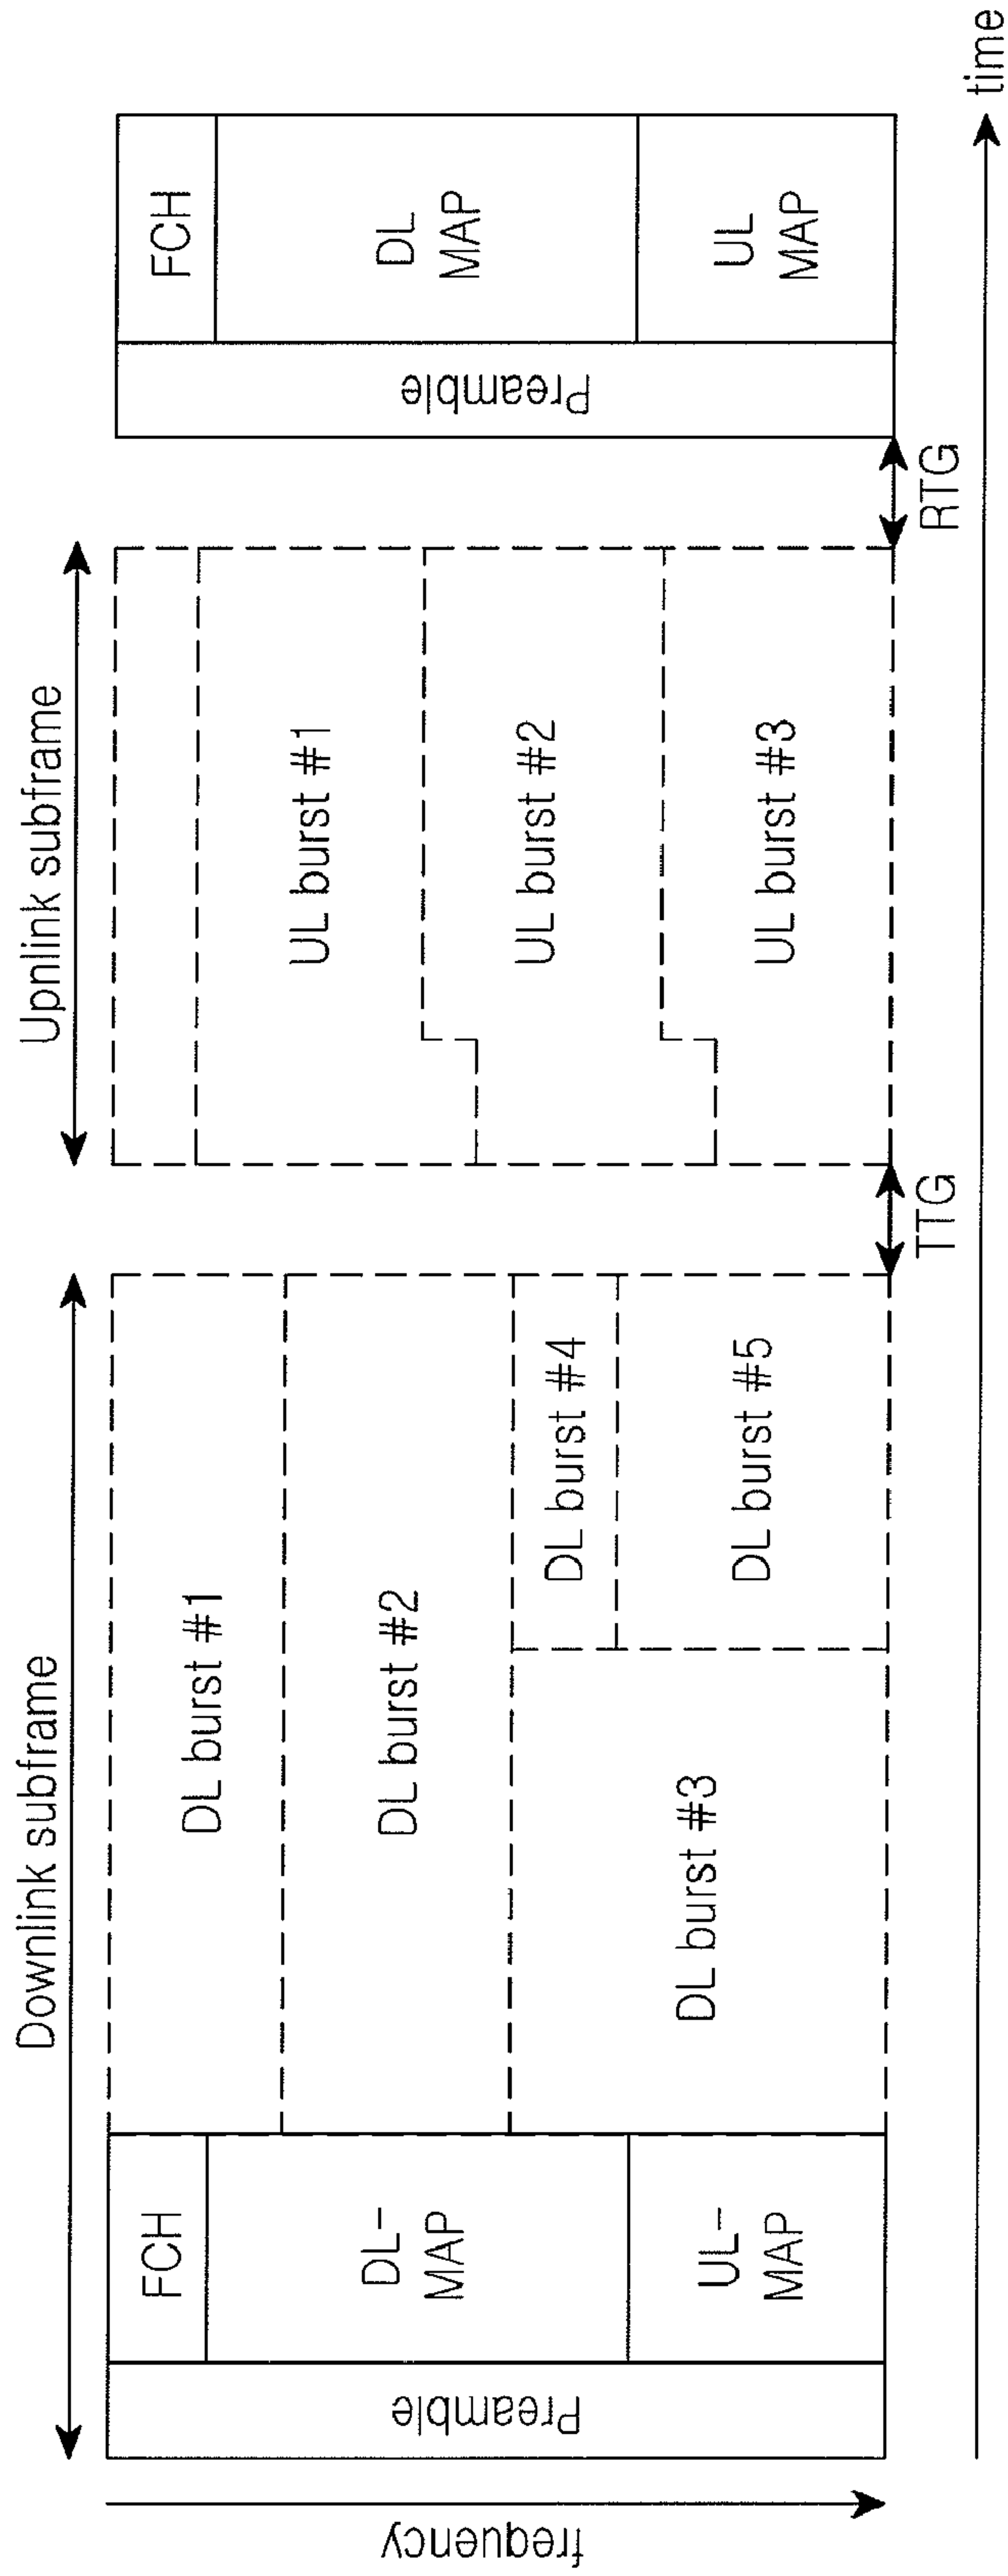 Downlink subframe
Upnlink subframe
frequency
Preamble
FCH
DL-
MAP
UL-
MAP
DL burst #1
DL burst #2
DL burst #3
DL burst #4
DL burst #5
TTG
UL burst #1
UL burst #2
UL burst #3
RTG
Preamble
FCH
DL
MAP
UL
MAP
time